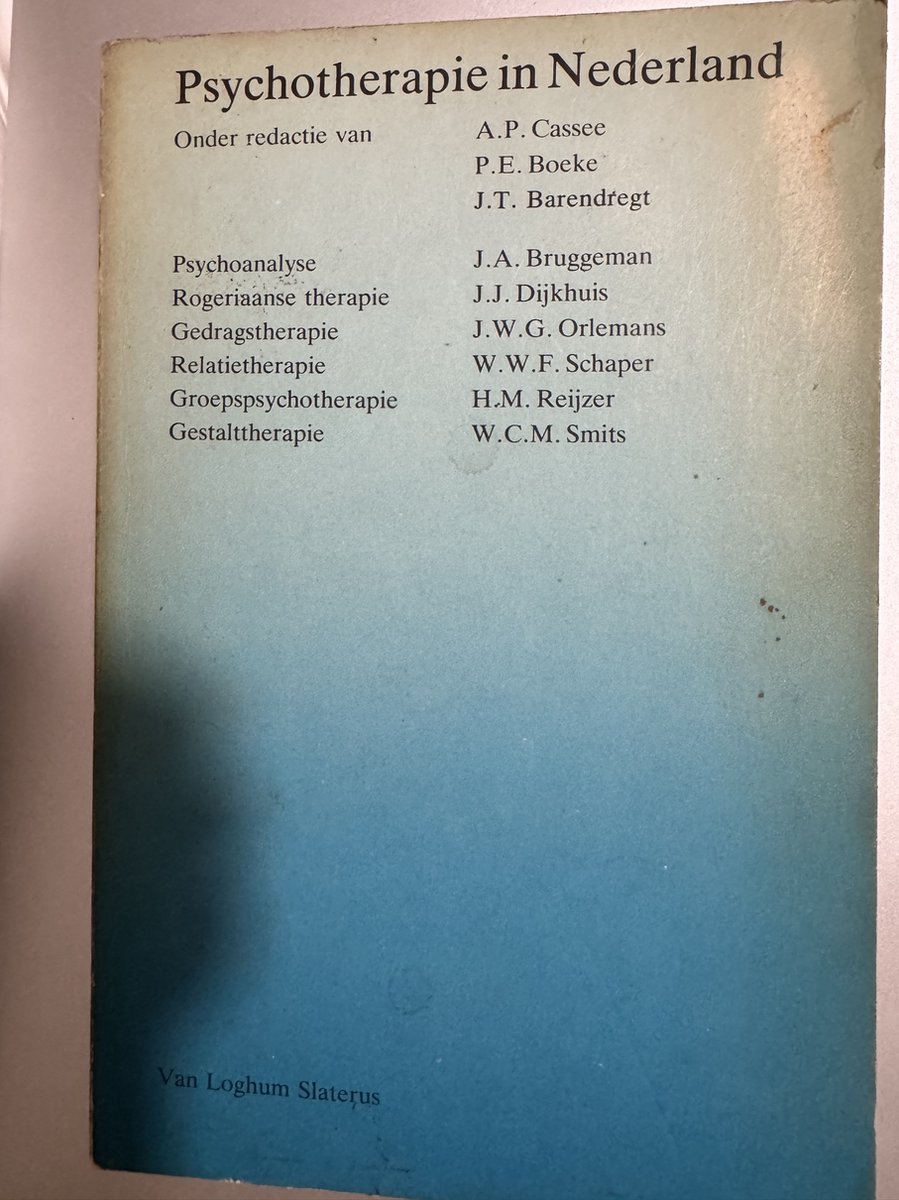 Psychotherapie in Nederland
Onder redactie van A.P. Cassee
P.E. Boeke
J.T. Barendregt
Psychoanalyse J.A. Bruggeman
Rogeriaanse therapie J.J. Dijkhuis
Gedragstherapie J.W.G. Orlemans
Relatietherapie W.W.F. Schaper
Groepspsychotherapie H.M. Reijzer
Gestalttherapie W.C.M. Smits
Van Loghum Slaterus